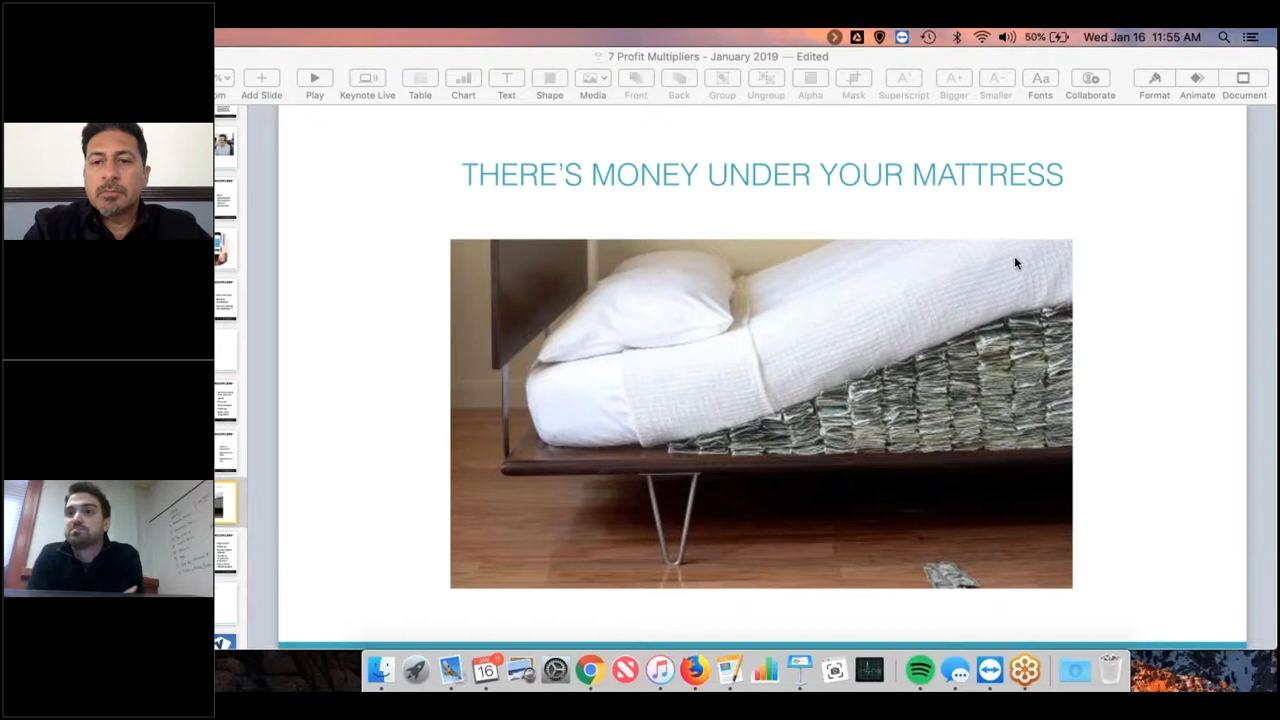 50% Wed Jan 16 11:55 AM
7 Profit Multipliers - January 2019 — Edited
Add Slide Play Keynote Live Table Chart Text Shape Media Front Back Group Ungroup Alpha Mask Superscript Bigger Smaller Fonts Collaborate Format Animate Document
THERE'S MONEY UNDER YOUR MATTRESS
JAN
16